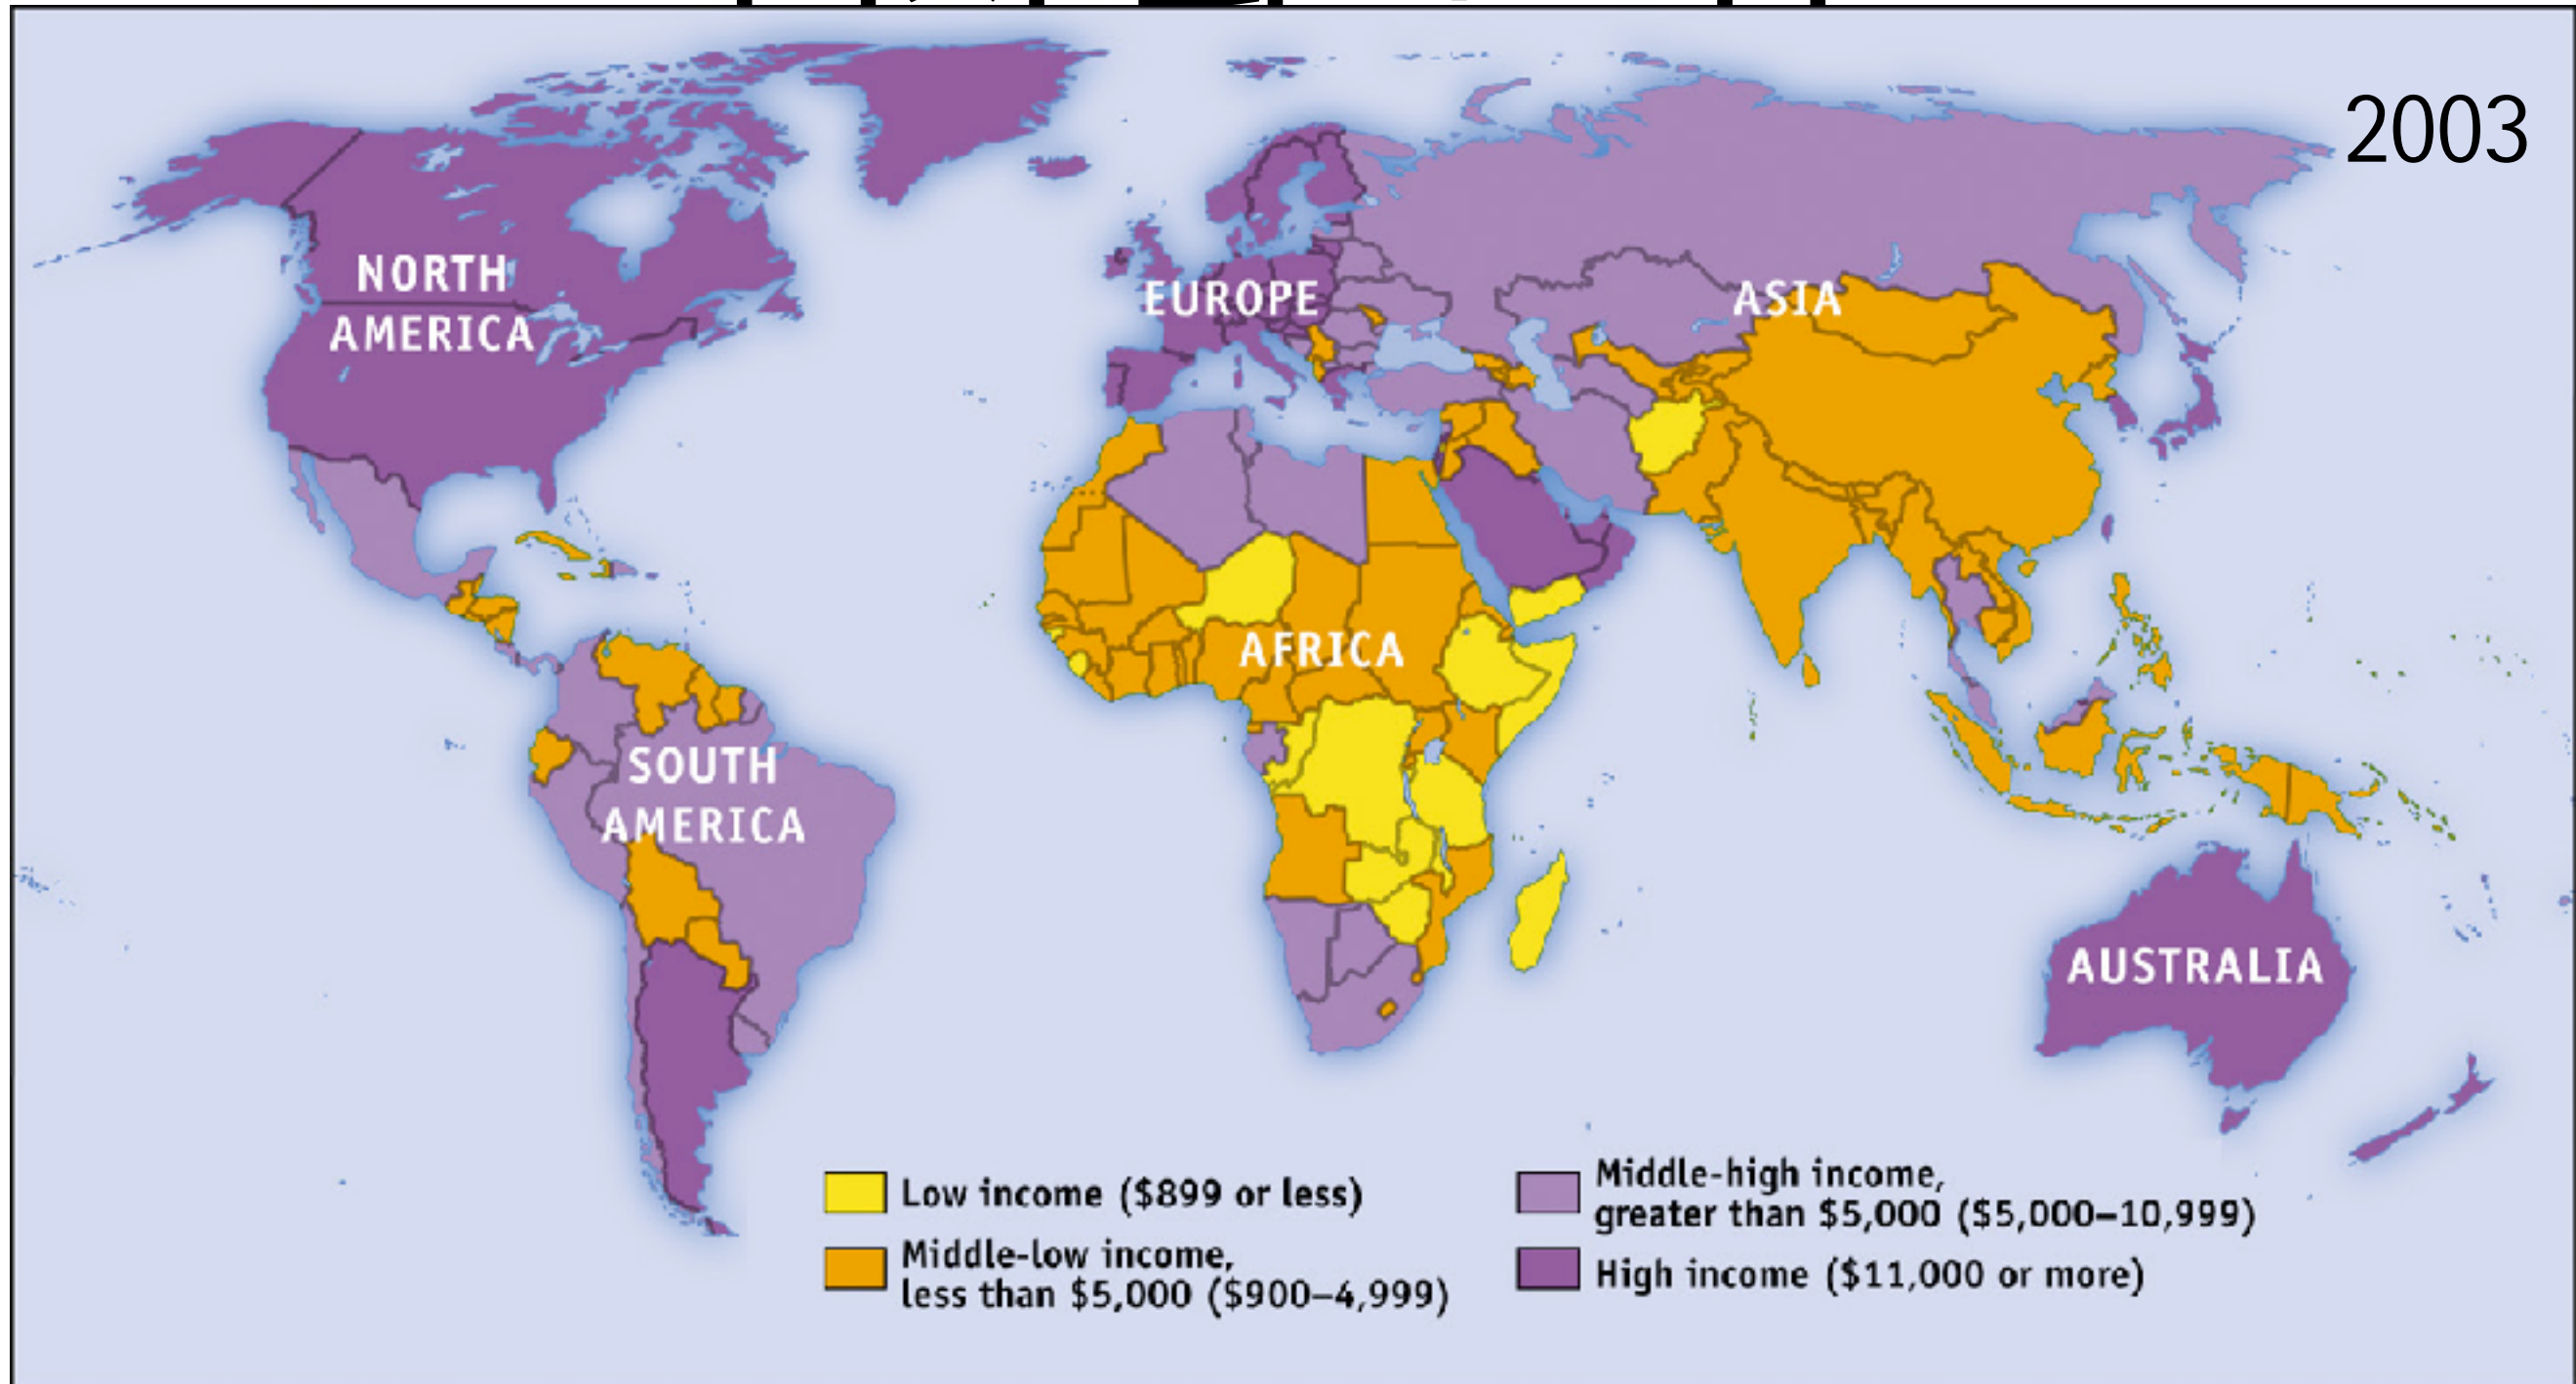 2003
NORTH
AMERICA
EUROPE
ASIA
AFRICA
SOUTH
AMERICA
AUSTRALIA
Low income ($899 or less)
Middle-low income,
less than $5,000 ($900–4,999)
Middle-high income,
greater than $5,000 ($5,000–10,999)
High income ($11,000 or more)